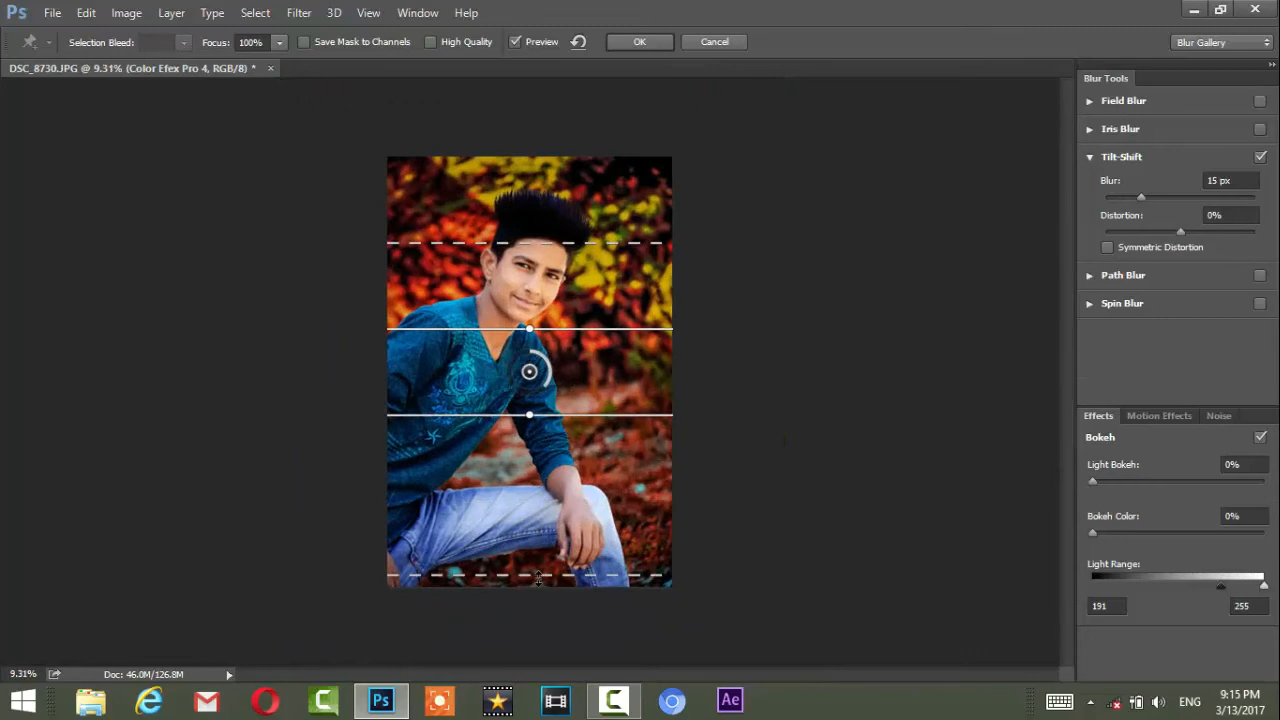 Ps File Edit Image Layer Type Select Filter 3D View Window Help
Selection Bleed: Focus: 100% Save Mask to Channels High Quality Preview OK Cancel Blur Gallery
DSC_8730.JPG @ 9.31% (Color Efex Pro 4, RGB/8) * ×
Blur Tools
Field Blur
Iris Blur
Tilt-Shift
Blur: 15 px
Distortion: 0%
Symmetric Distortion
Path Blur
Spin Blur
Effects Motion Effects Noise
Bokeh
Light Bokeh: 0%
Bokeh Color: 0%
Light Range:
191 255
9.31% Doc: 46.0M/126.8M
Ps Ae ENG
9:15 PM
3/13/2017